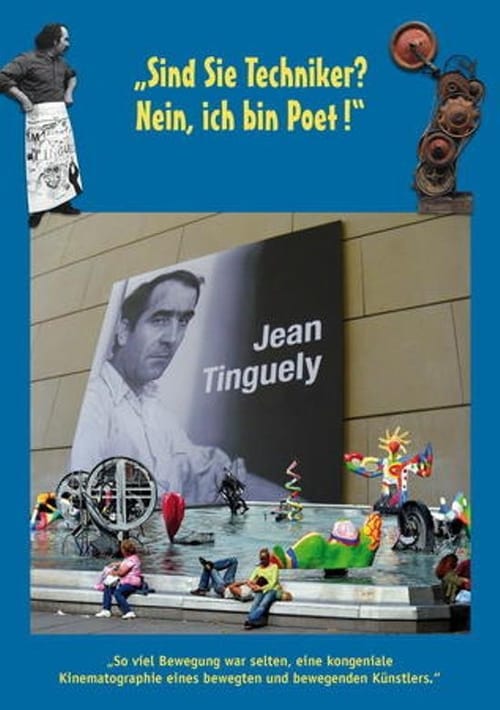 „Sind Sie Techniker?
Nein, ich bin Poet!“
Jean
Tinguely
„So viel Bewegung war selten, eine kongeniale
Kinematographie eines bewegten und bewegenden Künstlers.“